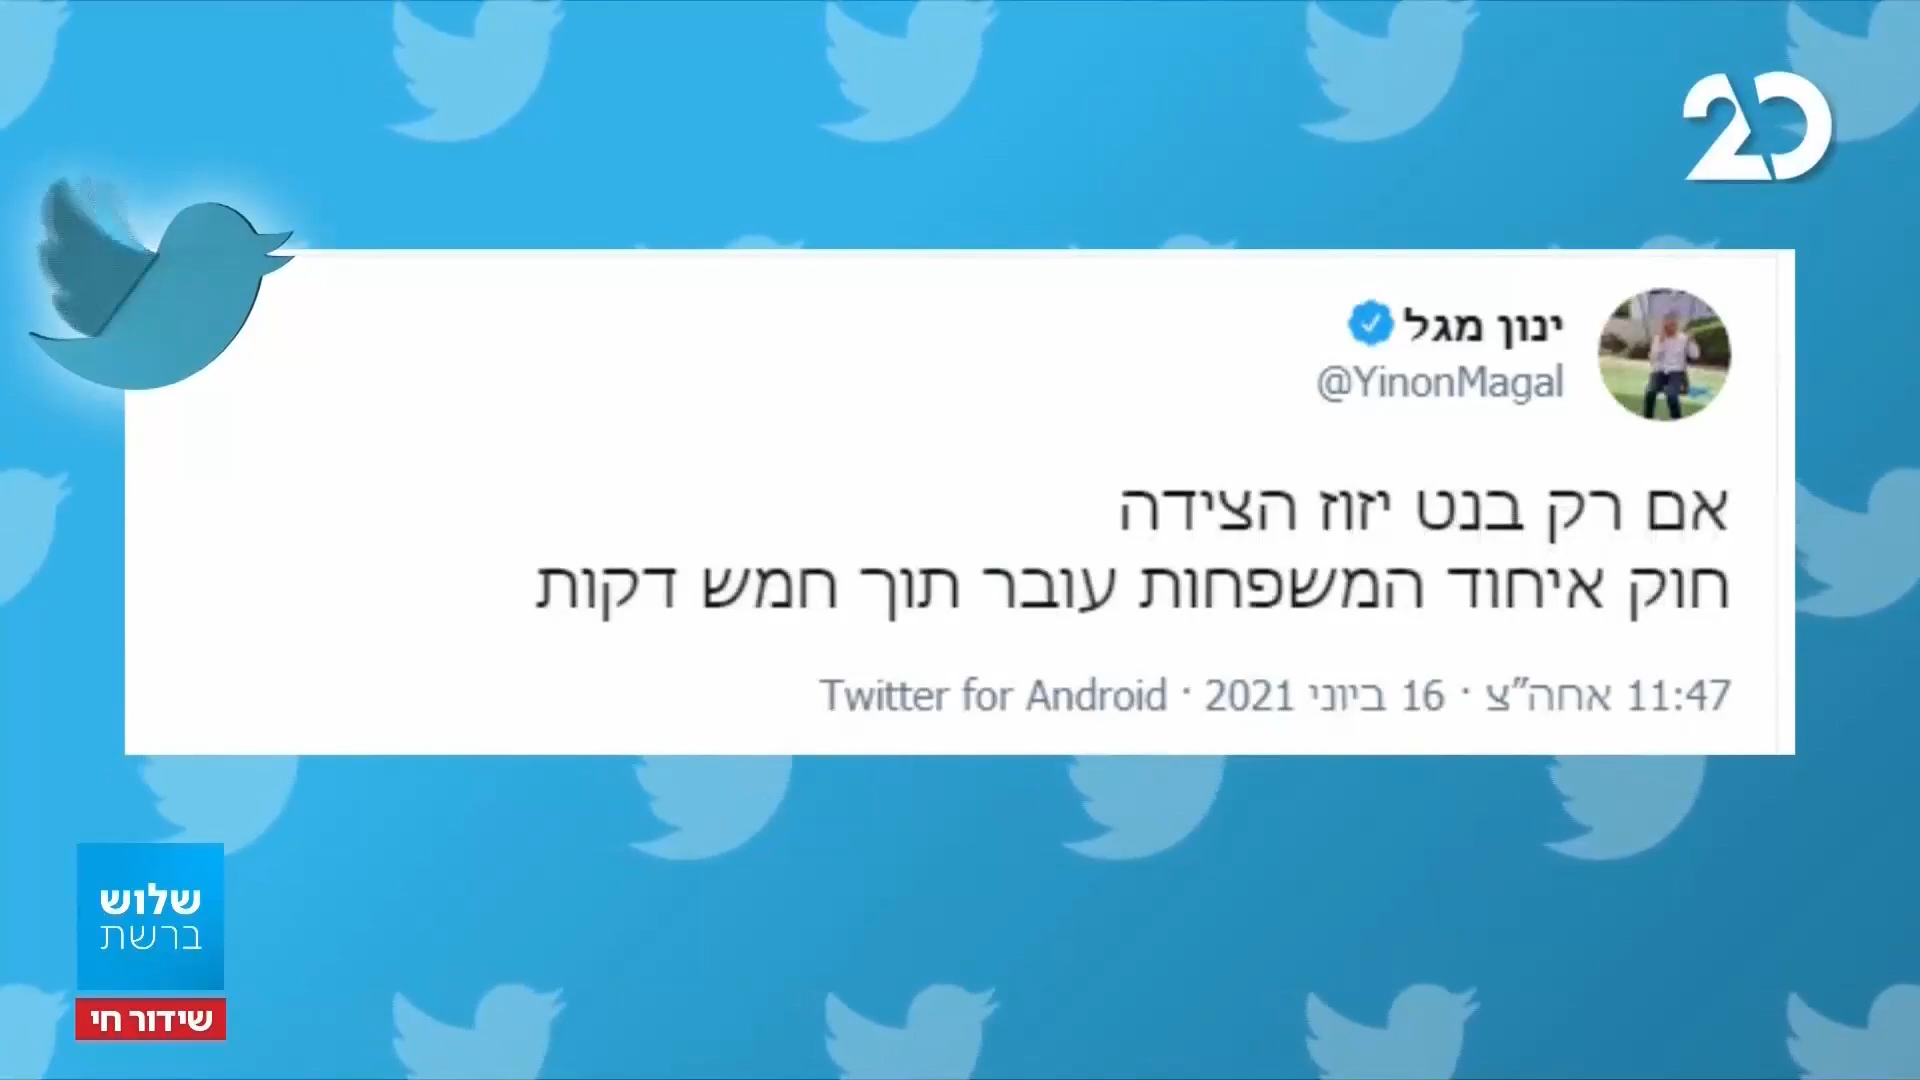 20
ינון מגל
@YinonMagal
אם רק בנט יזוז הצידה
חוק איחוד המשפחות עובר תוך חמש דקות
11:47 אחה"צ · 16 ביוני 2021 · Twitter for Android
שלוש
ברשת
שידור חי